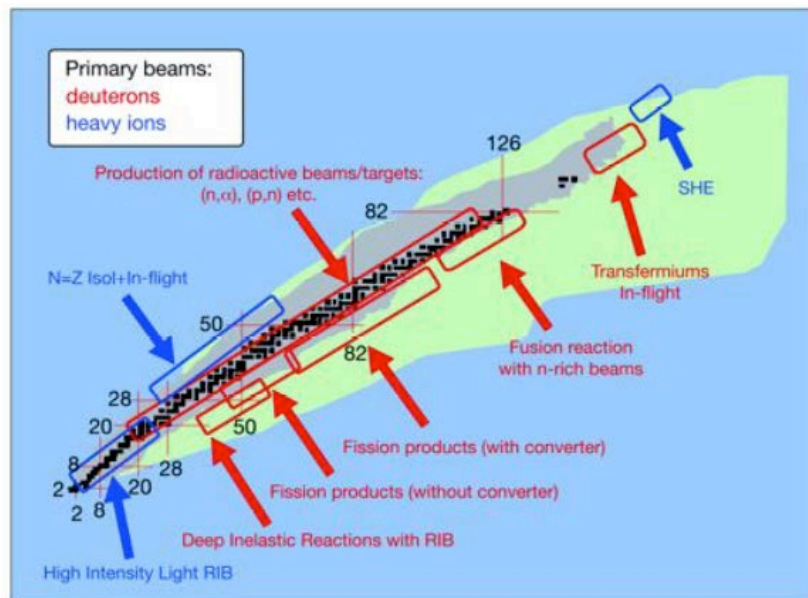 Primary beams:
deuterons
heavy ions
126
Production of radioactive beams/targets:
(n,α), (p,n) etc.
SHE
82
Transfermiums
In-flight
N=Z Isol+In-flight
50
82
Fusion reaction
with n-rich beams
28
20
50
8
28
Fission products (with converter)
20
2
2
8
Fission products (without converter)
Deep Inelastic Reactions with RIB
High Intensity Light RIB